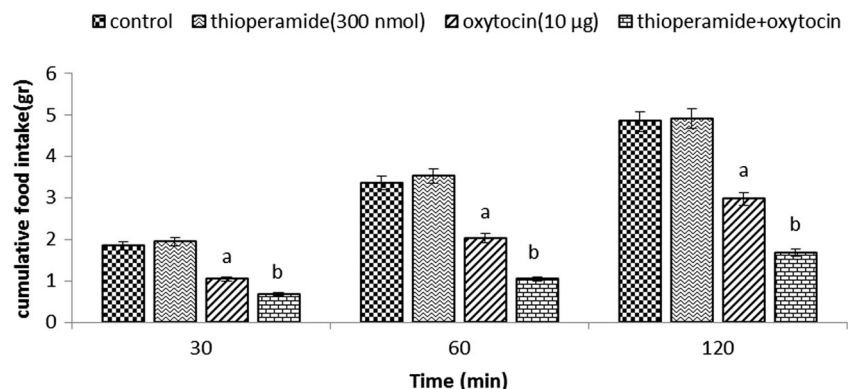 control thioperamide(300 nmol) oxytocin(10 µg) thioperamide+oxytocin
cumulative food intake(gr)
6
5
4
3
2
1
0
a
b
a
b
a
b
30 60 120
Time (min)